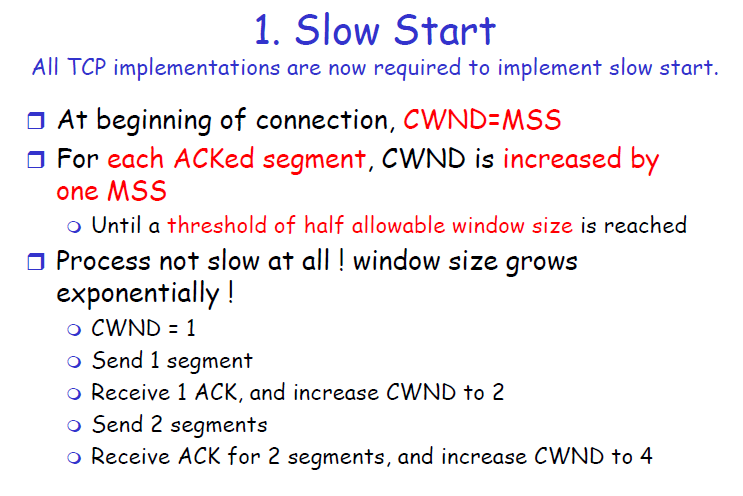 1. Slow Start
All TCP implementations are now required to implement slow start.
At beginning of connection, CWND=MSS
For each ACKed segment, CWND is increased by
one MSS
Until a threshold of half allowable window size is reached
Process not slow at all ! window size grows
exponentially !
CWND = 1
Send 1 segment
Receive 1 ACK, and increase CWND to 2
Send 2 segments
Receive ACK for 2 segments, and increase CWND to 4